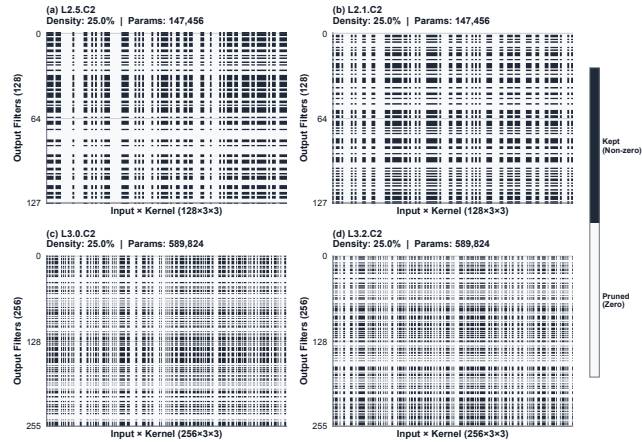 (a) L2.5.C2
Density: 25.0% | Params: 147,456
0
64
127
Output Filters (128)
Input × Kernel (128×3×3)
(b) L2.1.C2
Density: 25.0% | Params: 147,456
0
64
127
Output Filters (128)
Input × Kernel (128×3×3)
(c) L3.0.C2
Density: 25.0% | Params: 589,824
0
128
255
Output Filters (256)
Input × Kernel (256×3×3)
(d) L3.2.C2
Density: 25.0% | Params: 589,824
0
128
255
Output Filters (256)
Input × Kernel (256×3×3)
Kept
(Non-zero)
Pruned
(Zero)